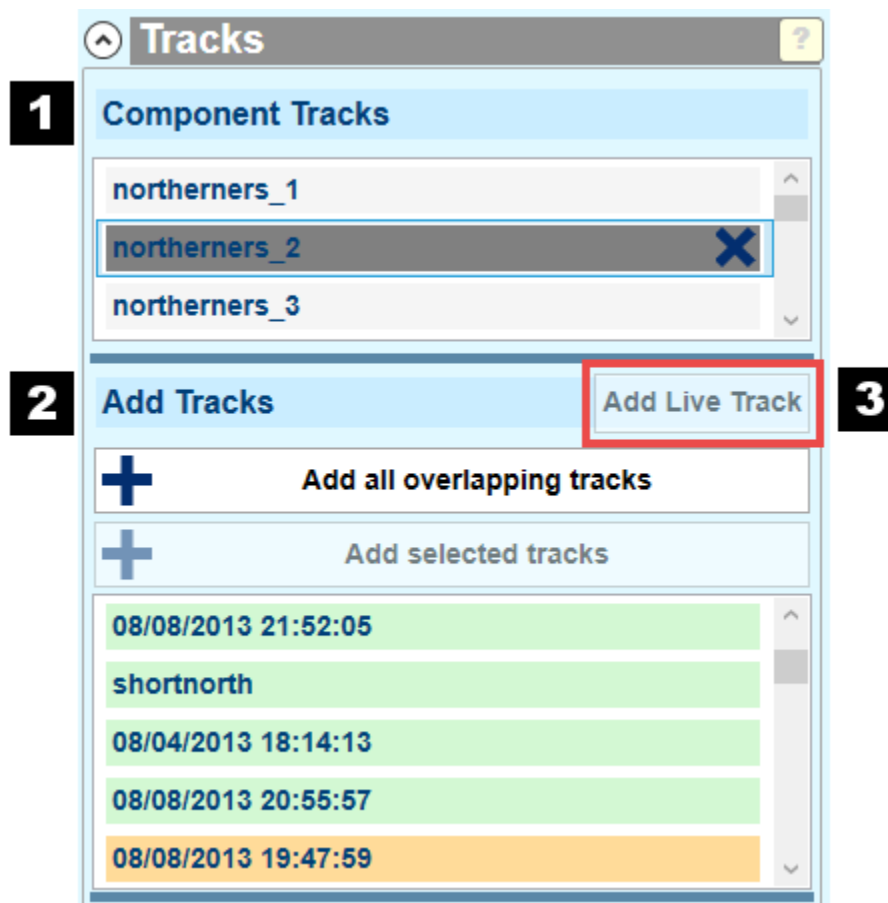 Tracks ?
1 Component Tracks
northerners_1
northerners_2
northerners_3
2 Add Tracks Add Live Track 3
Add all overlapping tracks
Add selected tracks
08/08/2013 21:52:05
shortnorth
08/04/2013 18:14:13
08/08/2013 20:55:57
08/08/2013 19:47:59